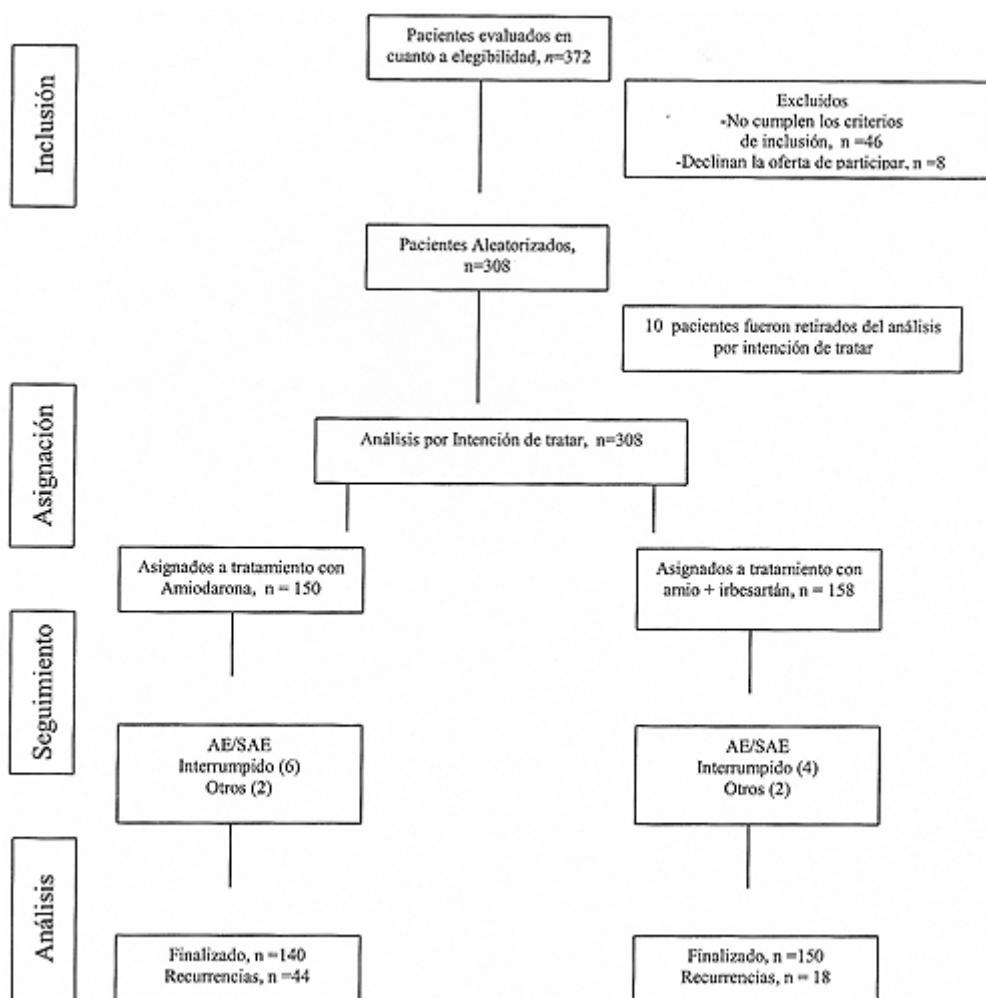 Inclusión
Pacientes evaluados en
cuanto a elegibilidad, n=372
Excluidos
-No cumplen los criterios
de inclusión, n =46
-Declinan la oferta de participar, n =8
Pacientes Aleatorizados,
n=308
10 pacientes fueron retirados del análisis
por intención de tratar
Asignación
Análisis por Intención de tratar, n=308
Asignados a tratamiento con
Amiodarona, n = 150
Asignados a tratamiento con
amio + irbesartán, n = 158
Seguimiento
AE/SAE
Interrumpido (6)
Otros (2)
AE/SAE
Interrumpido (4)
Otros (2)
Análisis
Finalizado, n =140
Recurrencias, n =44
Finalizado, n =150
Recurrencias, n = 18